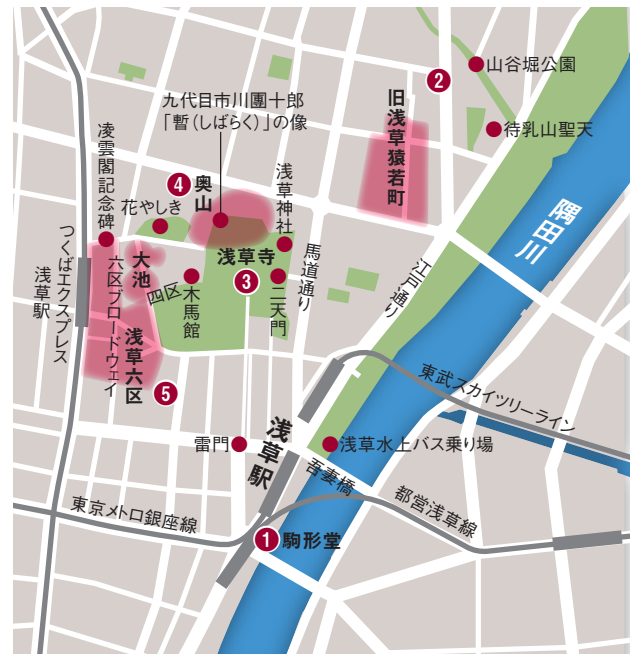 山谷堀公園
2
待乳山聖天
旧浅草猿若町
九代目市川團十郎
「暫(しばらく)」の像
凌雲閣記念碑
4
奥山
花やしき
浅草神社
浅草寺
3
二天門
馬道通り
江戸通り
隅田川
つくばエクスプレス
浅草駅
六区ブロードウェイ
大池
四区
木馬館
浅草六区
5
雷門
浅草駅
浅草水上バス乗り場
吾妻橋
東武スカイツリーライン
都営浅草線
東京メトロ銀座線
1
駒形堂